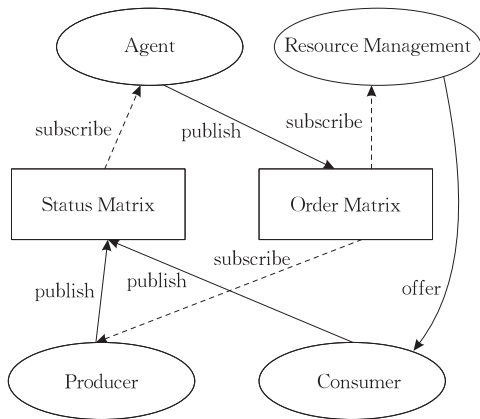 Agent
Resource Management
subscribe
publish
subscribe
Status Matrix
Order Matrix
subscribe
publish
publish
offer
Producer
Consumer